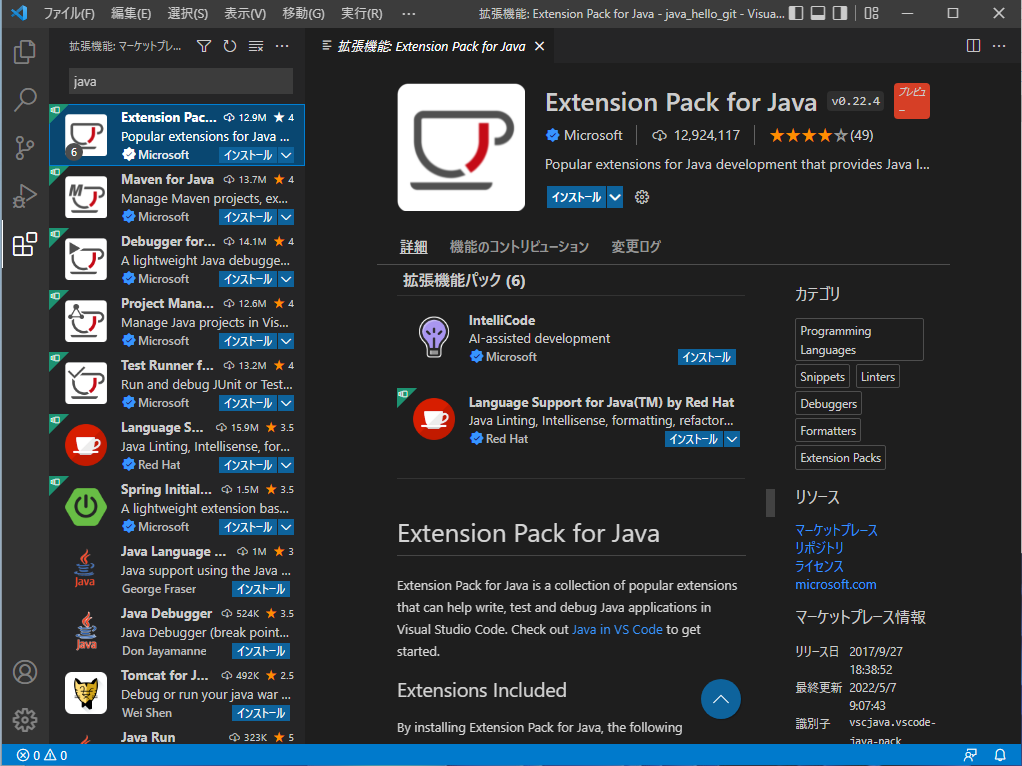 ファイル(F) 編集(E) 選択(S) 表示(V) 移動(G) 実行(R) ··· 拡張機能: Extension Pack for Java - java_hello_git - Visua...
拡張機能: マーケットプレ...
java
Extension Pac... 12.9M ★ 4
Popular extensions for Java ...
6
Microsoft インストール
Maven for Java 13.7M ★ 4
Manage Maven projects, ex...
Microsoft インストール
Debugger for... 14.1M ★ 4
A lightweight Java debugge...
Microsoft インストール
Project Mana... 12.6M ★ 4
Manage Java projects in Vis...
Microsoft インストール
Test Runner f... 13.2M ★ 4
Run and debug JUnit or Test...
Microsoft インストール
Language S... 15.9M ★ 3.5
Java Linting, Intellisense, for...
Red Hat インストール
Spring Initial... 1.5M ★ 3.5
A lightweight extension bas...
Microsoft インストール
Java Language ... 1M ★ 3
Java support using the Java ...
Java
George Fraser インストール
Java Debugger 524K ★ 3.5
Java Debugger (break point...
Java
Don Jayamanne インストール
Tomcat for J... 492K ★ 2.5
Debug or run your java war ...
Wei Shen インストール
Java Run 323K ★ 5
拡張機能: Extension Pack for Java
Extension Pack for Java v0.22.4 プレビュ
ー
Microsoft 12,924,117 ★★★★☆(49)
Popular extensions for Java development that provides Java I...
インストール
詳細 機能のコントリビューション 変更ログ
拡張機能パック (6)
IntelliCode
AI-assisted development
Microsoft インストール
Language Support for Java(TM) by Red Hat
Java Linting, Intellisense, formatting, refactor...
Red Hat インストール
Extension Pack for Java
Extension Pack for Java is a collection of popular extensions
that can help write, test and debug Java applications in
Visual Studio Code. Check out Java in VS Code to get
started.
Extensions Included
By installing Extension Pack for Java, the following
カテゴリ
Programming
Languages
Snippets Linters
Debuggers
Formatters
Extension Packs
リソース
マーケットプレース
リポジトリ
ライセンス
microsoft.com
マーケットプレース情報
リリース日 2017/9/27
18:38:52
最終更新 2022/5/7
9:07:43
識別子 vscjava.vscode-
java-pack
0 0